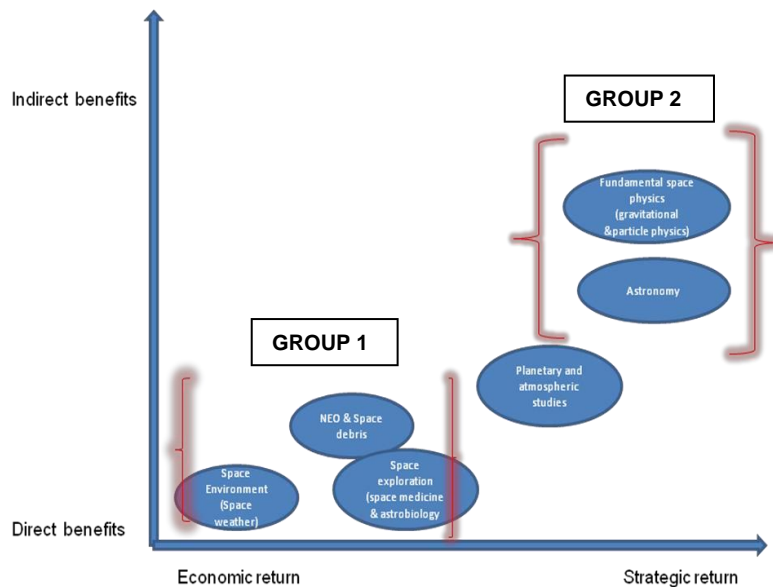 Indirect benefits
GROUP 2
Fundamental space
physics
(gravitational
&particle physics)
Astronomy
GROUP 1
Planetary and
atmospheric
studies
NEO & Space
debris
Space
exploration
(space medicine
& astrobiology
Space
Environment
(Space
weather)
Direct benefits
Economic return
Strategic return